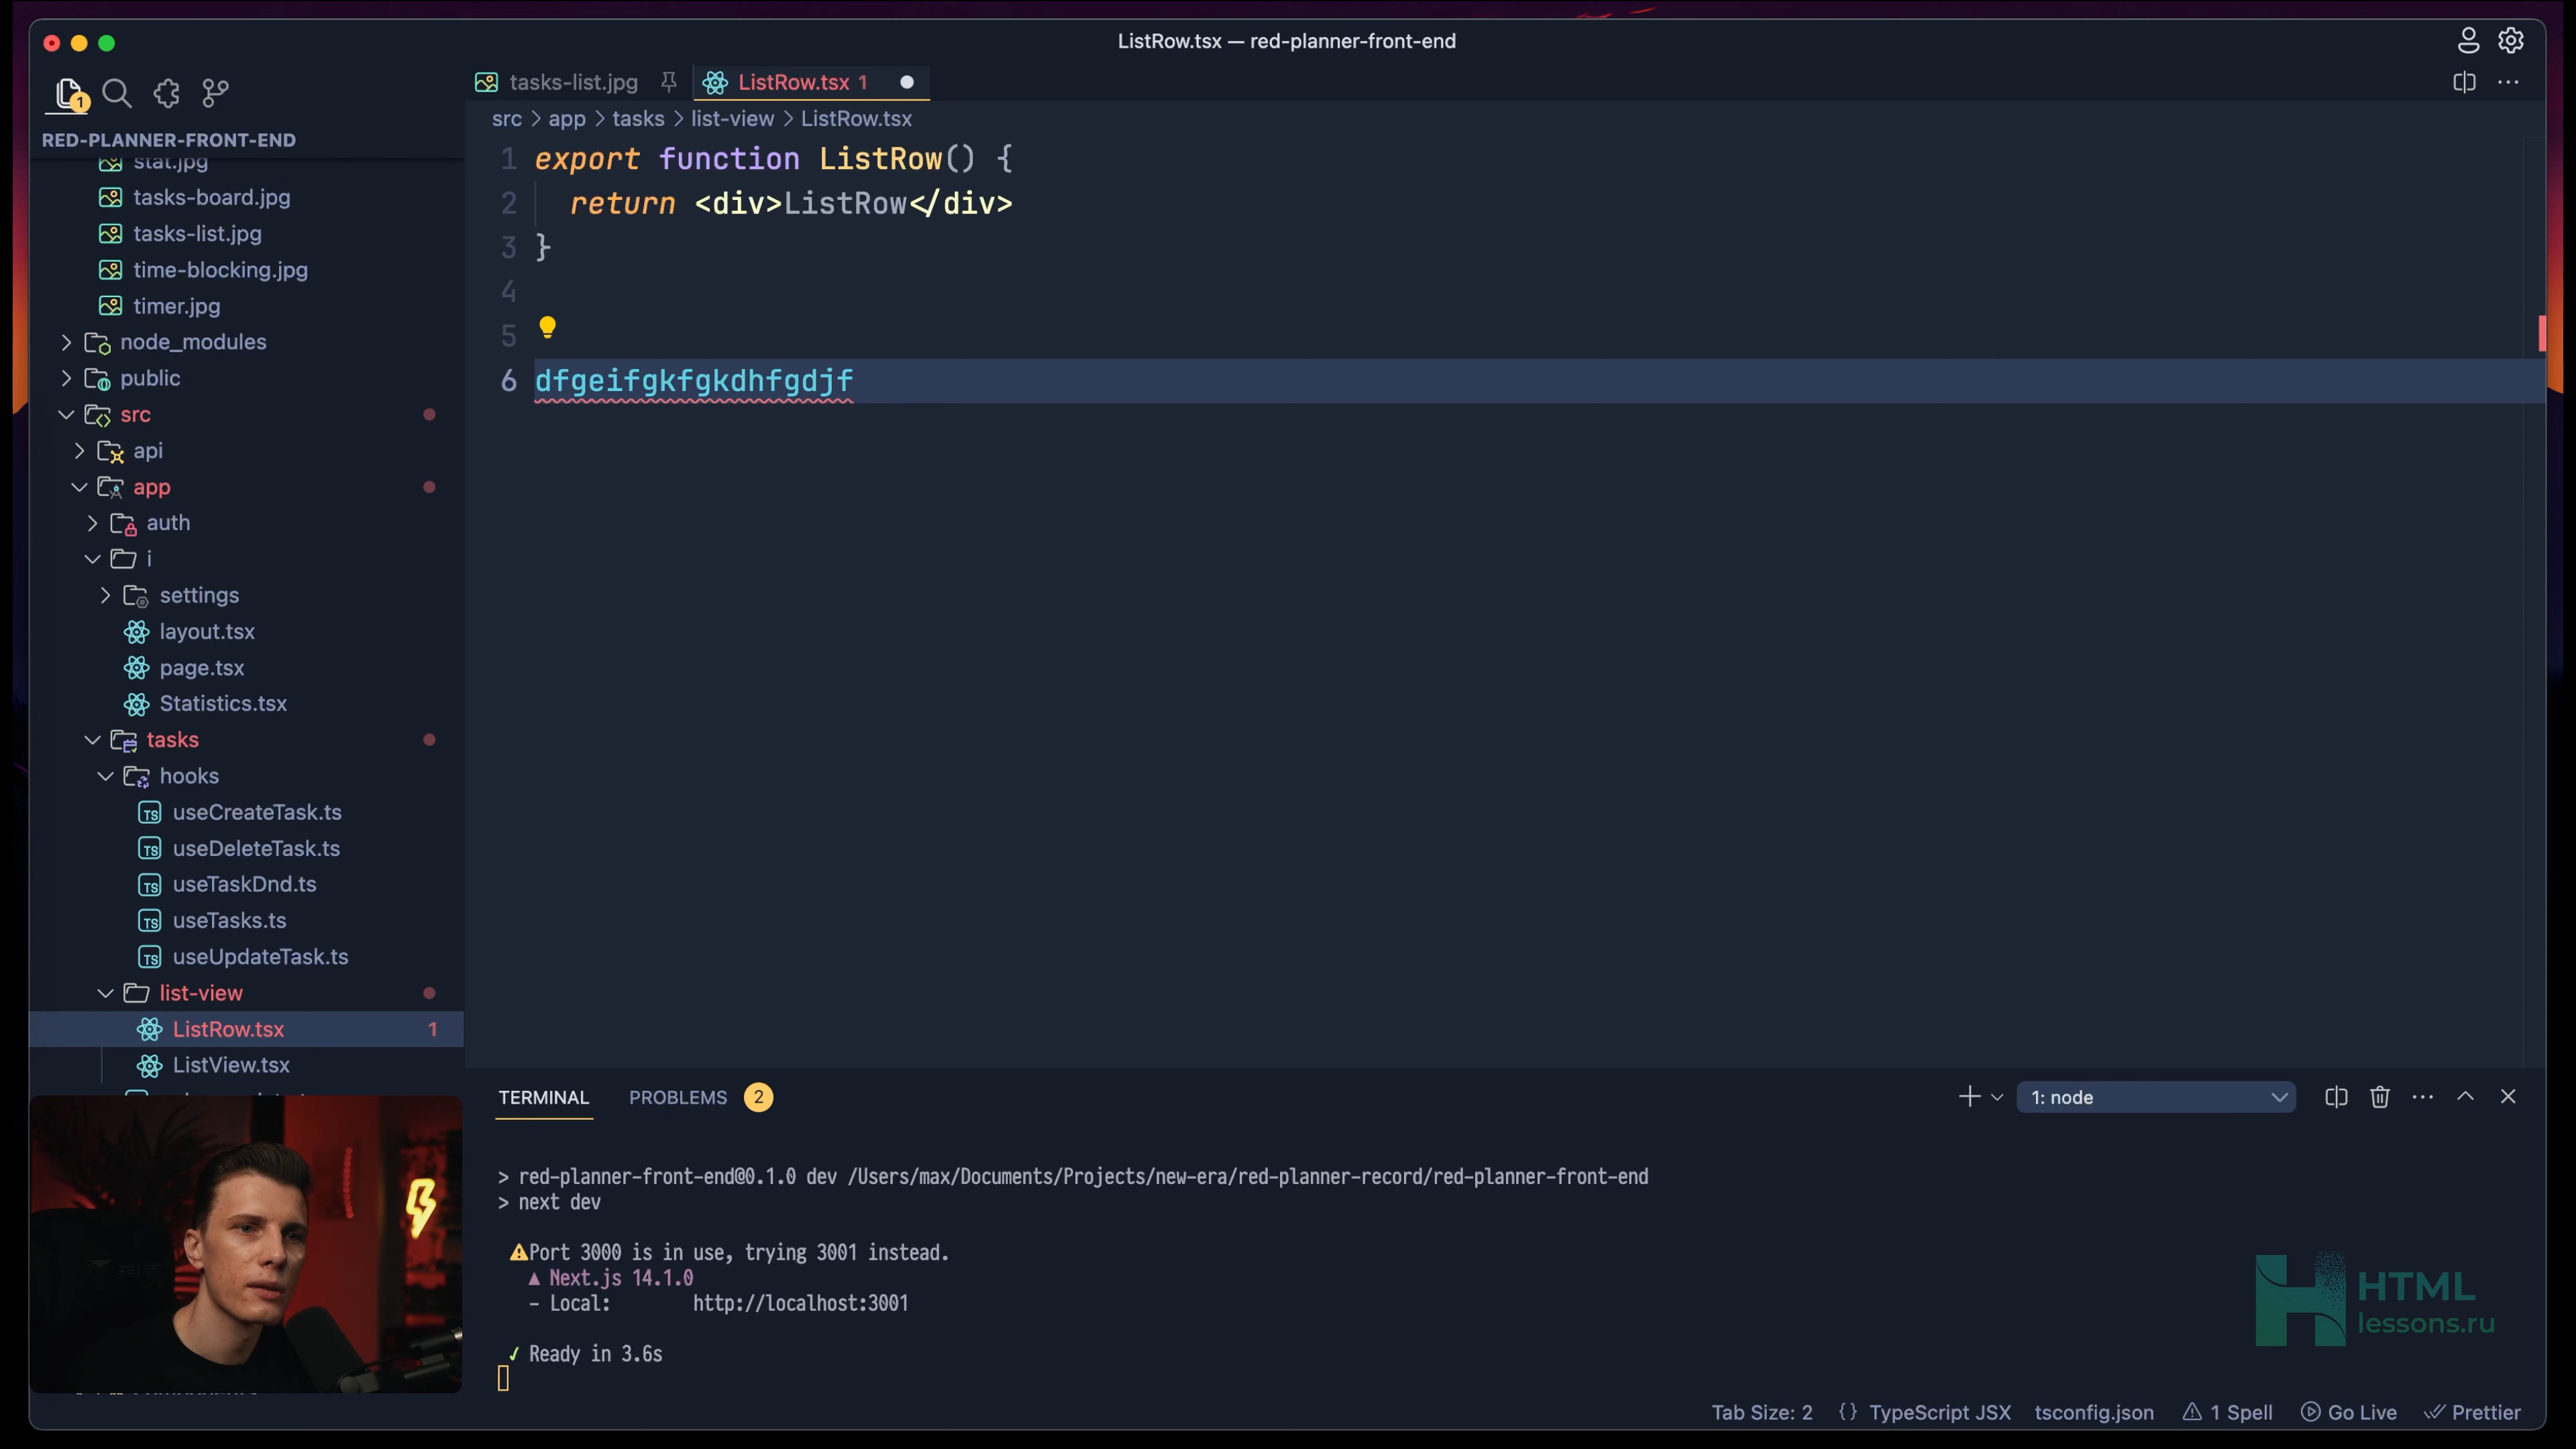 ListRow.tsx — red-planner-front-end
1
RED-PLANNER-FRONT-END
stat.jpg
tasks-board.jpg
tasks-list.jpg
time-blocking.jpg
timer.jpg
node_modules
public
src
api
app
auth
i
settings
layout.tsx
page.tsx
Statistics.tsx
tasks
hooks
useCreateTask.ts
useDeleteTask.ts
useTaskDnd.ts
useTasks.ts
useUpdateTask.ts
list-view
ListRow.tsx 1
ListView.tsx
tasks-list.jpg
ListRow.tsx 1
src > app > tasks > list-view > ListRow.tsx
1 export function ListRow() {
2 return <div>ListRow</div>
3 }
4
5
6 dfgeifgkfgkdhfgdjf
TERMINAL PROBLEMS 2
1: node
> red-planner-front-end@0.1.0 dev /Users/max/Documents/Projects/new-era/red-planner-record/red-planner-front-end
> next dev
⚠Port 3000 is in use, trying 3001 instead.
▲ Next.js 14.1.0
- Local: http://localhost:3001
✓ Ready in 3.6s
HTML
lessons.ru
Tab Size: 2 {} TypeScript JSX tsconfig.json 1 Spell Go Live Prettier